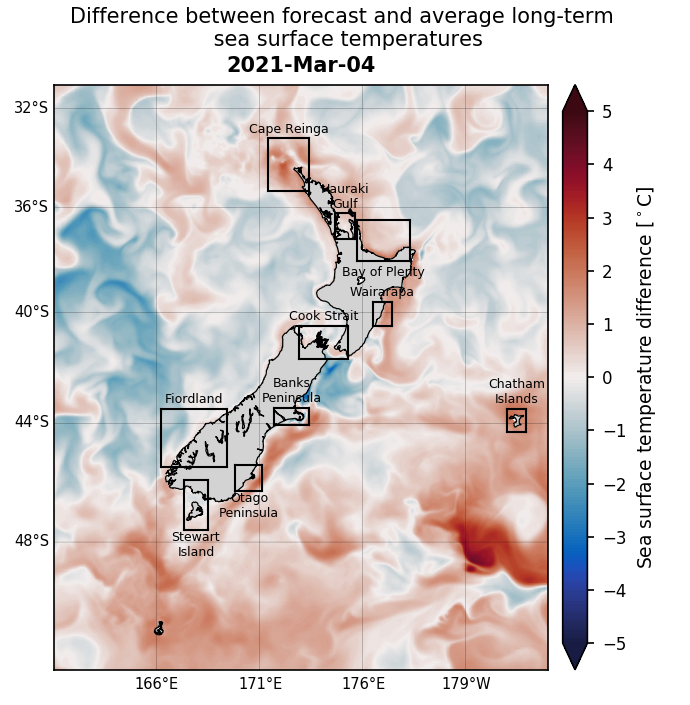 Difference between forecast and average long-term
sea surface temperatures
2021-Mar-04
32°S
36°S
40°S
44°S
48°S
166°E
171°E
176°E
179°W
Cape Reinga
Hauraki
Gulf
Bay of Plenty
Wairarapa
Cook Strait
Banks
Peninsula
Fiordland
Chatham
Islands
Otago
Peninsula
Stewart
Island
5
4
3
2
1
0
−1
−2
−3
−4
−5
Sea surface temperature difference [°C]